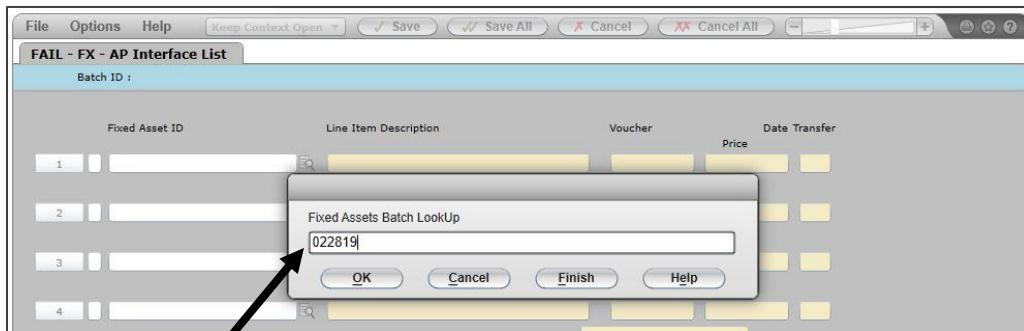 File Options Help Keep Context Open Save Save All Cancel Cancel All
FAIL - FX - AP Interface List
Batch ID :
Fixed Asset ID Line Item Description Voucher Price Date Transfer
1
2
Fixed Assets Batch LookUp
022819
3
OK Cancel Finish Help
4